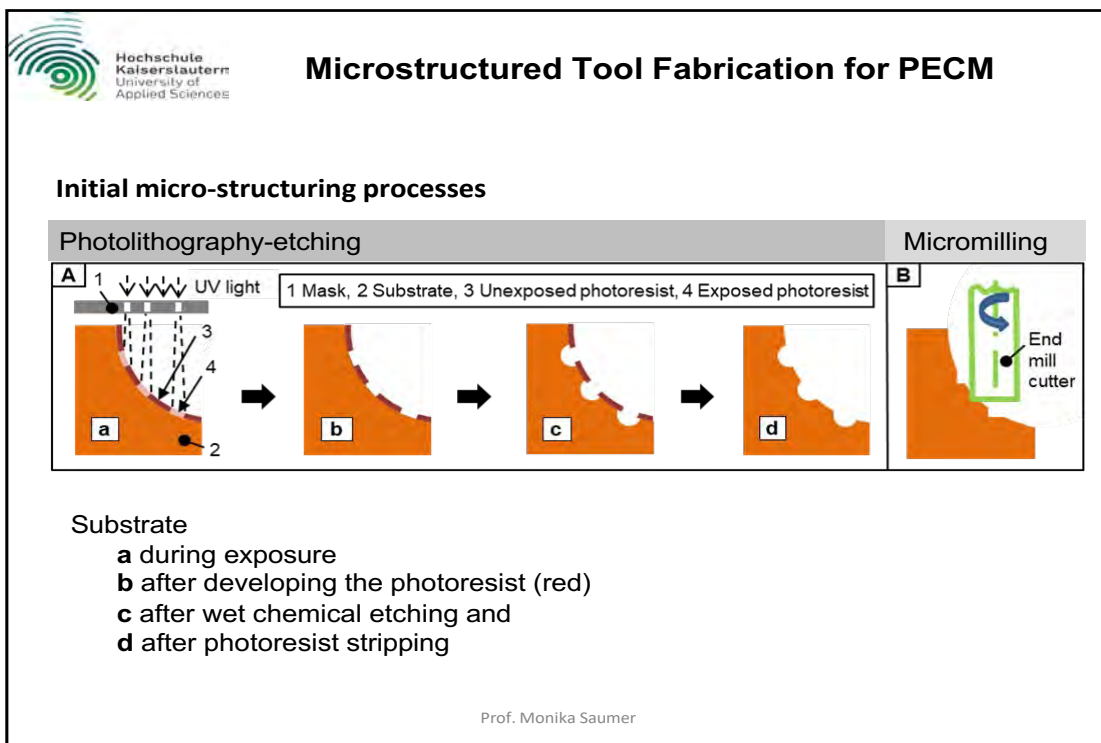 Hochschule
Kaiserslautern
University of
Applied Sciences
Microstructured Tool Fabrication for PECM
Initial micro-structuring processes
Photolithography-etching
Micromilling
A
1
UV light
1 Mask, 2 Substrate, 3 Unexposed photoresist, 4 Exposed photoresist
3
4
a
2
b
c
d
B
End
mill
cutter
Substrate
a during exposure
b after developing the photoresist (red)
c after wet chemical etching and
d after photoresist stripping
Prof. Monika Saumer